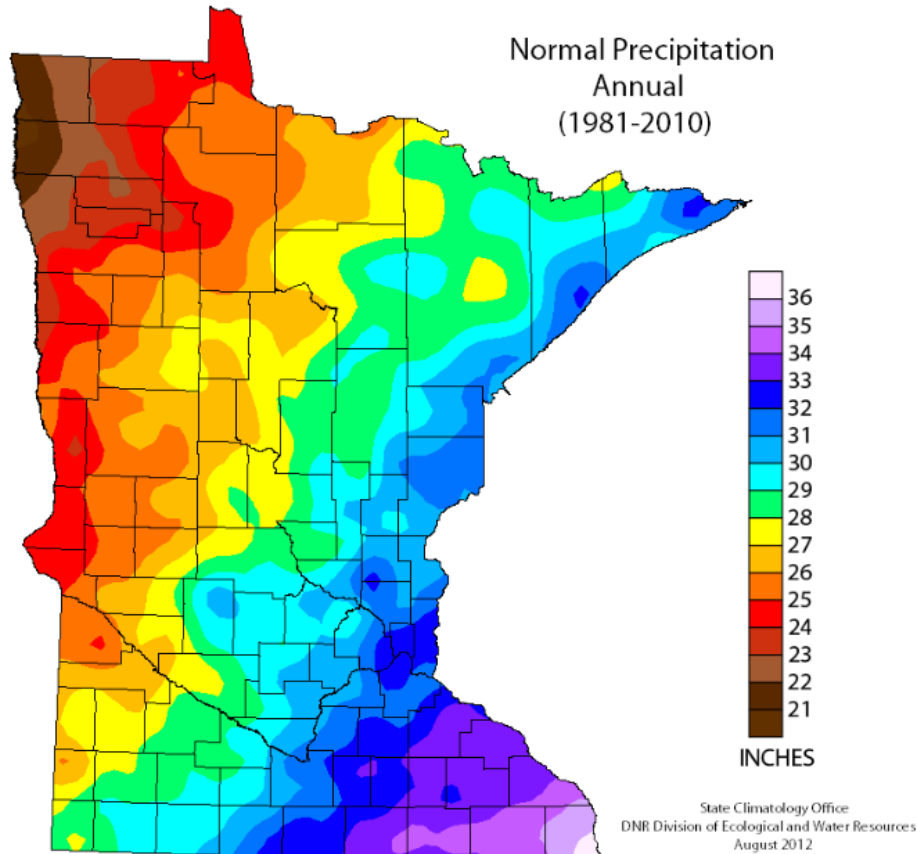 Normal Precipitation
Annual
(1981-2010)
36
35
34
33
32
31
30
29
28
27
26
25
24
23
22
21
INCHES
State Climatology Office
DNR Division of Ecological and Water Resources
August 2012